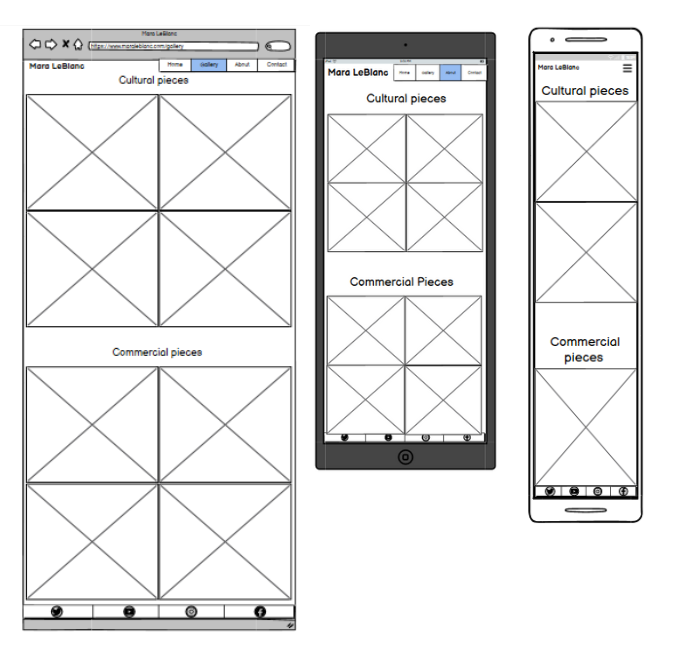 Mara LeBlanc
https://www.maraleblanc.com/gallery
Mara LeBlanc
Home Gallery About Contact
Cultural pieces
Commercial pieces
Mara LeBlanc
Home Gallery About Contact
Cultural pieces
Commercial Pieces
Mara LeBlanc
Cultural pieces
Commercial
pieces